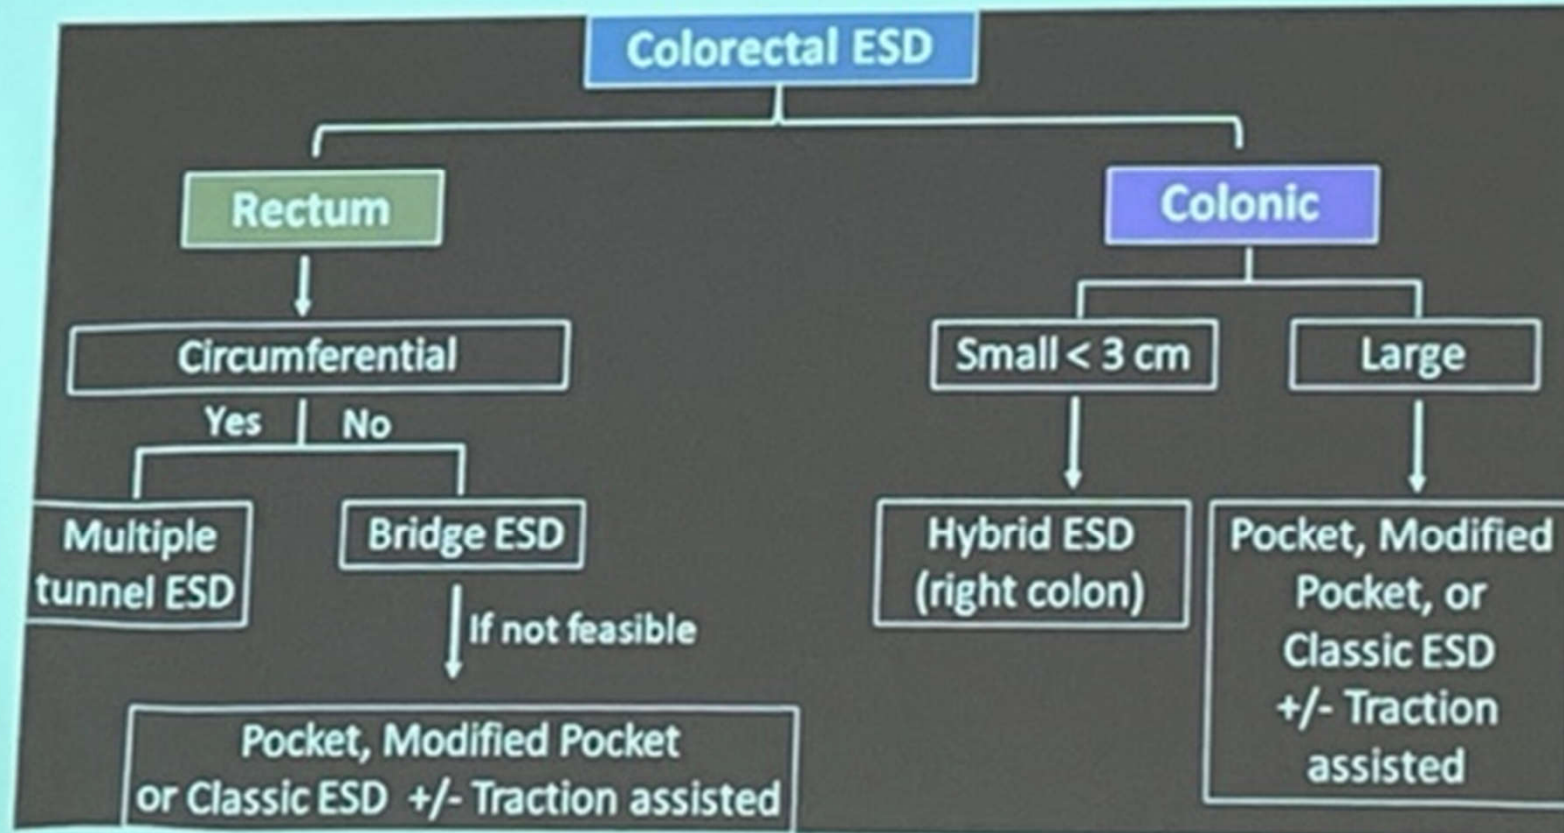 Colorectal ESD
Rectum
Colonic
Circumferential
Small < 3 cm
Large
Yes
No
Multiple
tunnel ESD
Bridge ESD
Hybrid ESD
(right colon)
Pocket, Modified
Pocket, or
Classic ESD
+/- Traction
assisted
If not feasible
Pocket, Modified Pocket
or Classic ESD +/- Traction assisted